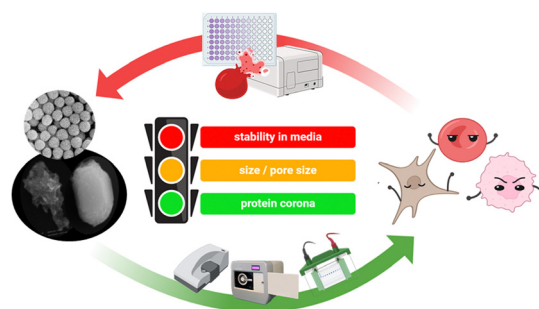 stability in media
size / pore size
protein corona